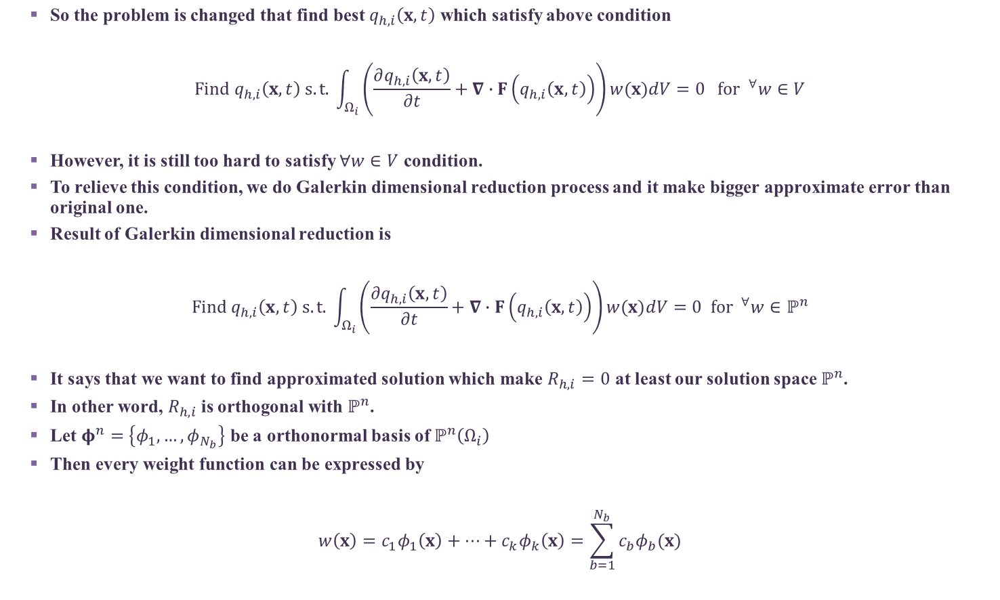 ▪ So the problem is changed that find best $q_{h,i}(\mathbf{x}, t)$ which satisfy above condition
$\text{Find } q_{h,i}(\mathbf{x}, t) \text{ s.t. } \int_{\Omega_i} \left( \frac{\partial q_{h,i}(\mathbf{x}, t)}{\partial t} + \mathbf{\nabla} \cdot \mathbf{F} \left( q_{h,i}(\mathbf{x}, t) \right) \right) w(\mathbf{x}) dV = 0 \text{ for } {}^{\forall} w \in V$
▪ However, it is still too hard to satisfy $\forall w \in V$ condition.
▪ To relieve this condition, we do Galerkin dimensional reduction process and it make bigger approximate error than
original one.
▪ Result of Galerkin dimensional reduction is
$\text{Find } q_{h,i}(\mathbf{x}, t) \text{ s.t. } \int_{\Omega_i} \left( \frac{\partial q_{h,i}(\mathbf{x}, t)}{\partial t} + \mathbf{\nabla} \cdot \mathbf{F} \left( q_{h,i}(\mathbf{x}, t) \right) \right) w(\mathbf{x}) dV = 0 \text{ for } {}^{\forall} w \in \mathbb{P}^n$
▪ It says that we want to find approximated solution which make $R_{h,i} = 0$ at least our solution space $\mathbb{P}^n$.
▪ In other word, $R_{h,i}$ is orthogonal with $\mathbb{P}^n$.
▪ Let $\mathbf{\phi}^n = \{\phi_1, \ldots, \phi_{N_b}\}$ be a orthonormal basis of $\mathbb{P}^n(\Omega_i)$
▪ Then every weight function can be expressed by
$w(\mathbf{x}) = c_1 \phi_1(\mathbf{x}) + \cdots + c_k \phi_k(\mathbf{x}) = \sum_{b=1}^{N_b} c_b \phi_b(\mathbf{x})$